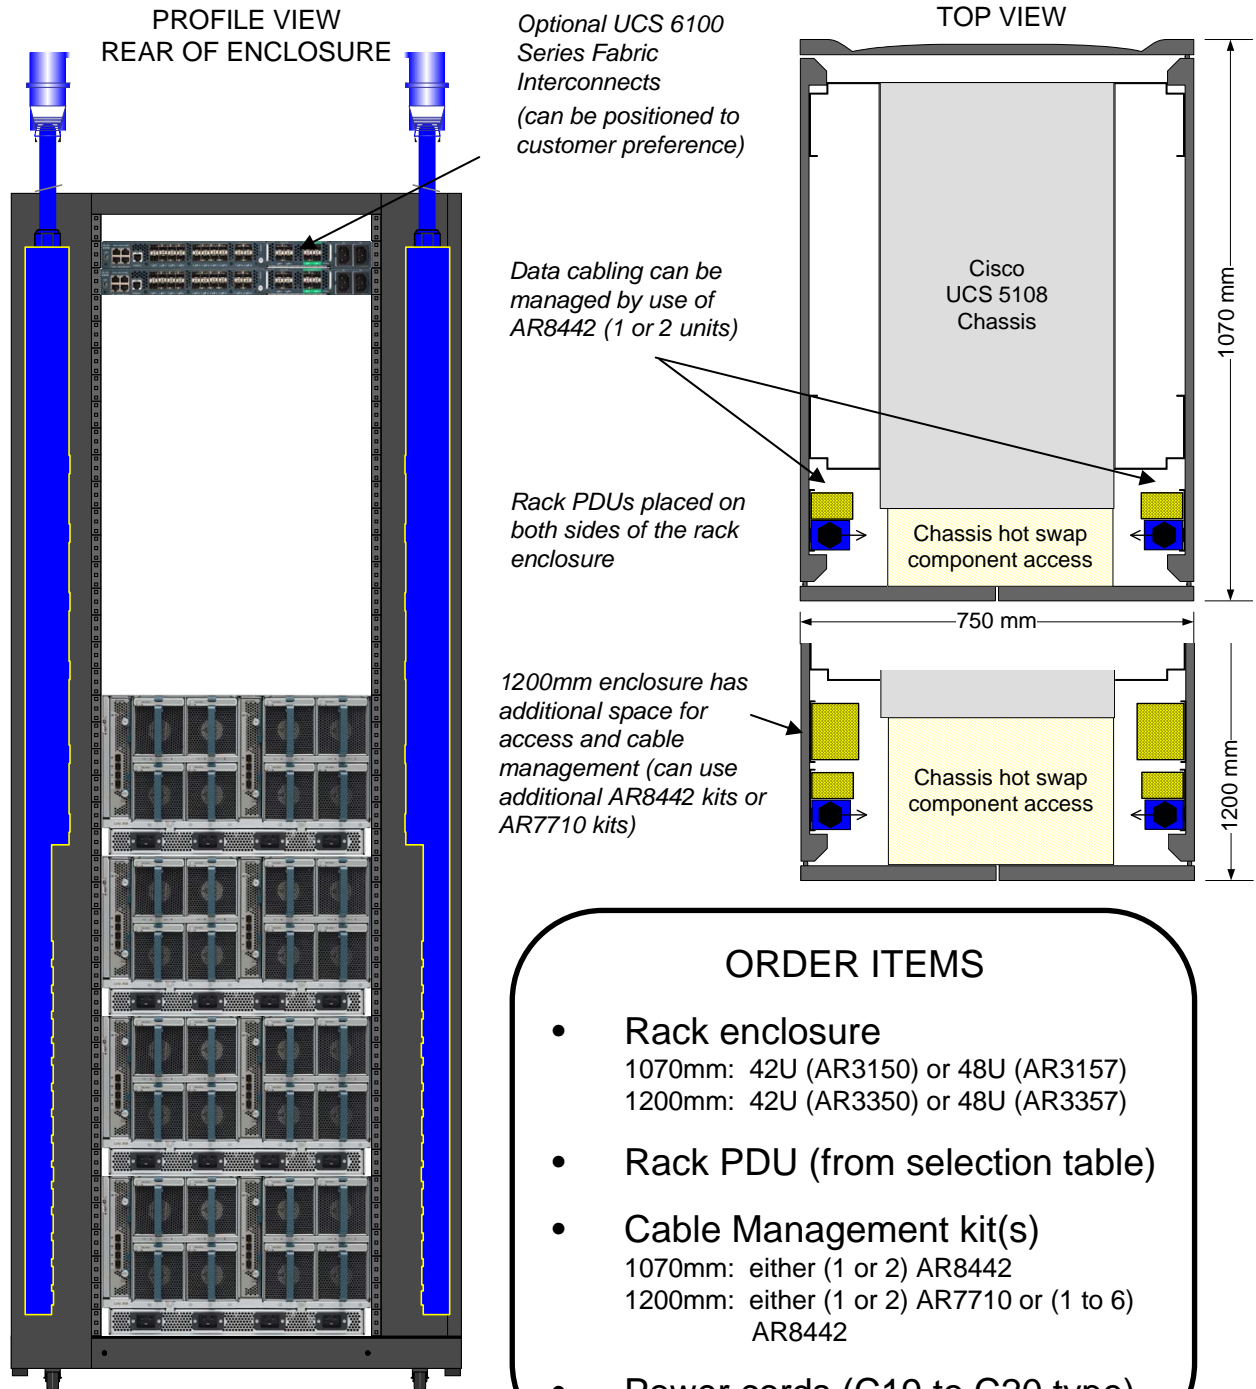 PROFILE VIEW
REAR OF ENCLOSURE
Optional UCS 6100
Series Fabric
Interconnects
(can be positioned to
customer preference)
Data cabling can be
managed by use of
AR8442 (1 or 2 units)
Rack PDUs placed on
both sides of the rack
enclosure
1200mm enclosure has
additional space for
access and cable
management (can use
additional AR8442 kits or
AR7710 kits)
TOP VIEW
Cisco
UCS 5108
Chassis
1070 mm
Chassis hot swap
component access
750 mm
Chassis hot swap
component access
1200 mm
ORDER ITEMS
• Rack enclosure
1070mm: 42U (AR3150) or 48U (AR3157)
1200mm: 42U (AR3350) or 48U (AR3357)
• Rack PDU (from selection table)
• Cable Management kit(s)
1070mm: either (1 or 2) AR8442
1200mm: either (1 or 2) AR7710 or (1 to 6)
AR8442
• Power cords (C19 to C20 type)